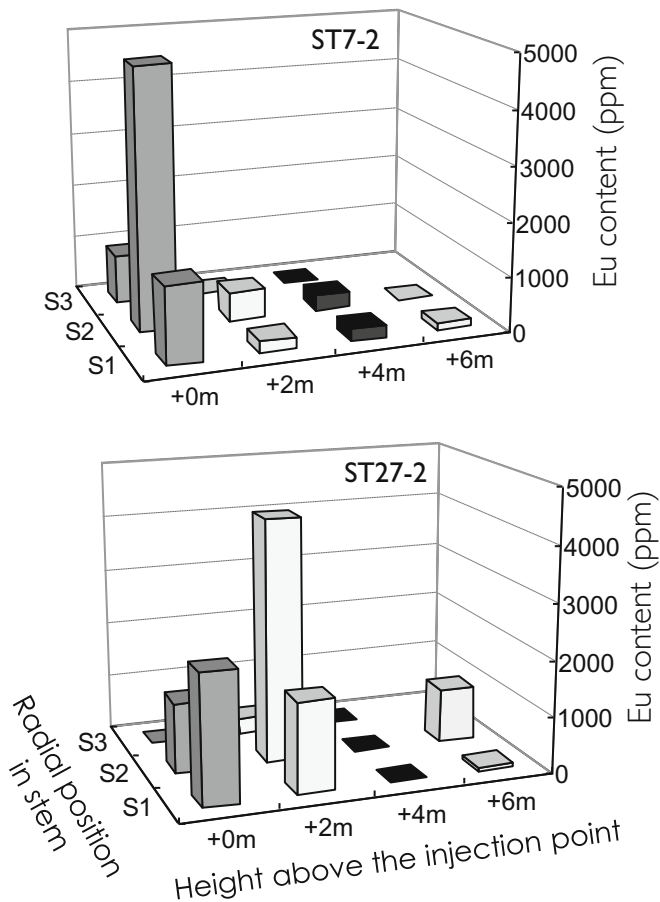 ST7-2
5000
4000
3000
2000
1000
0
Eu content (ppm)
S3
S2
S1
+0m
+2m
+4m
+6m
ST27-2
5000
4000
3000
2000
1000
0
Eu content (ppm)
S3
S2
S1
+0m
+2m
+4m
+6m
Radial position
in stem
Height above the injection point